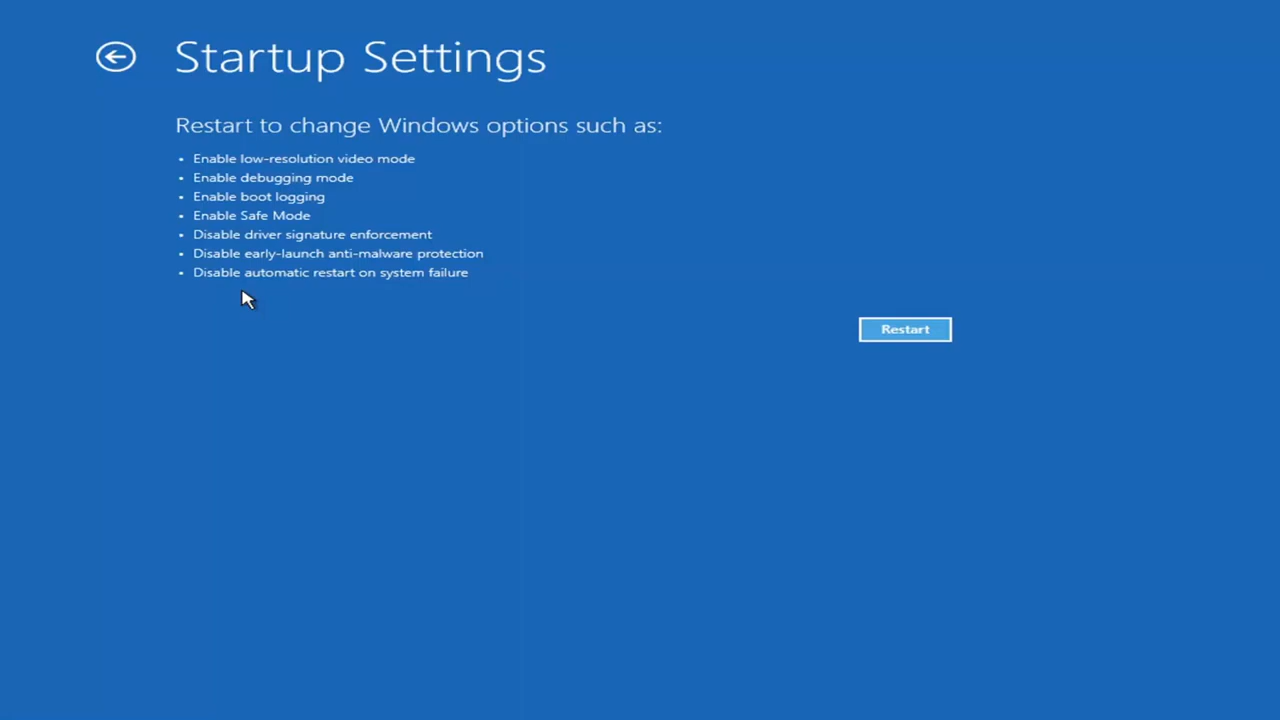 Startup Settings
Restart to change Windows options such as:
• Enable low-resolution video mode
• Enable debugging mode
• Enable boot logging
• Enable Safe Mode
• Disable driver signature enforcement
• Disable early-launch anti-malware protection
• Disable automatic restart on system failure
Restart